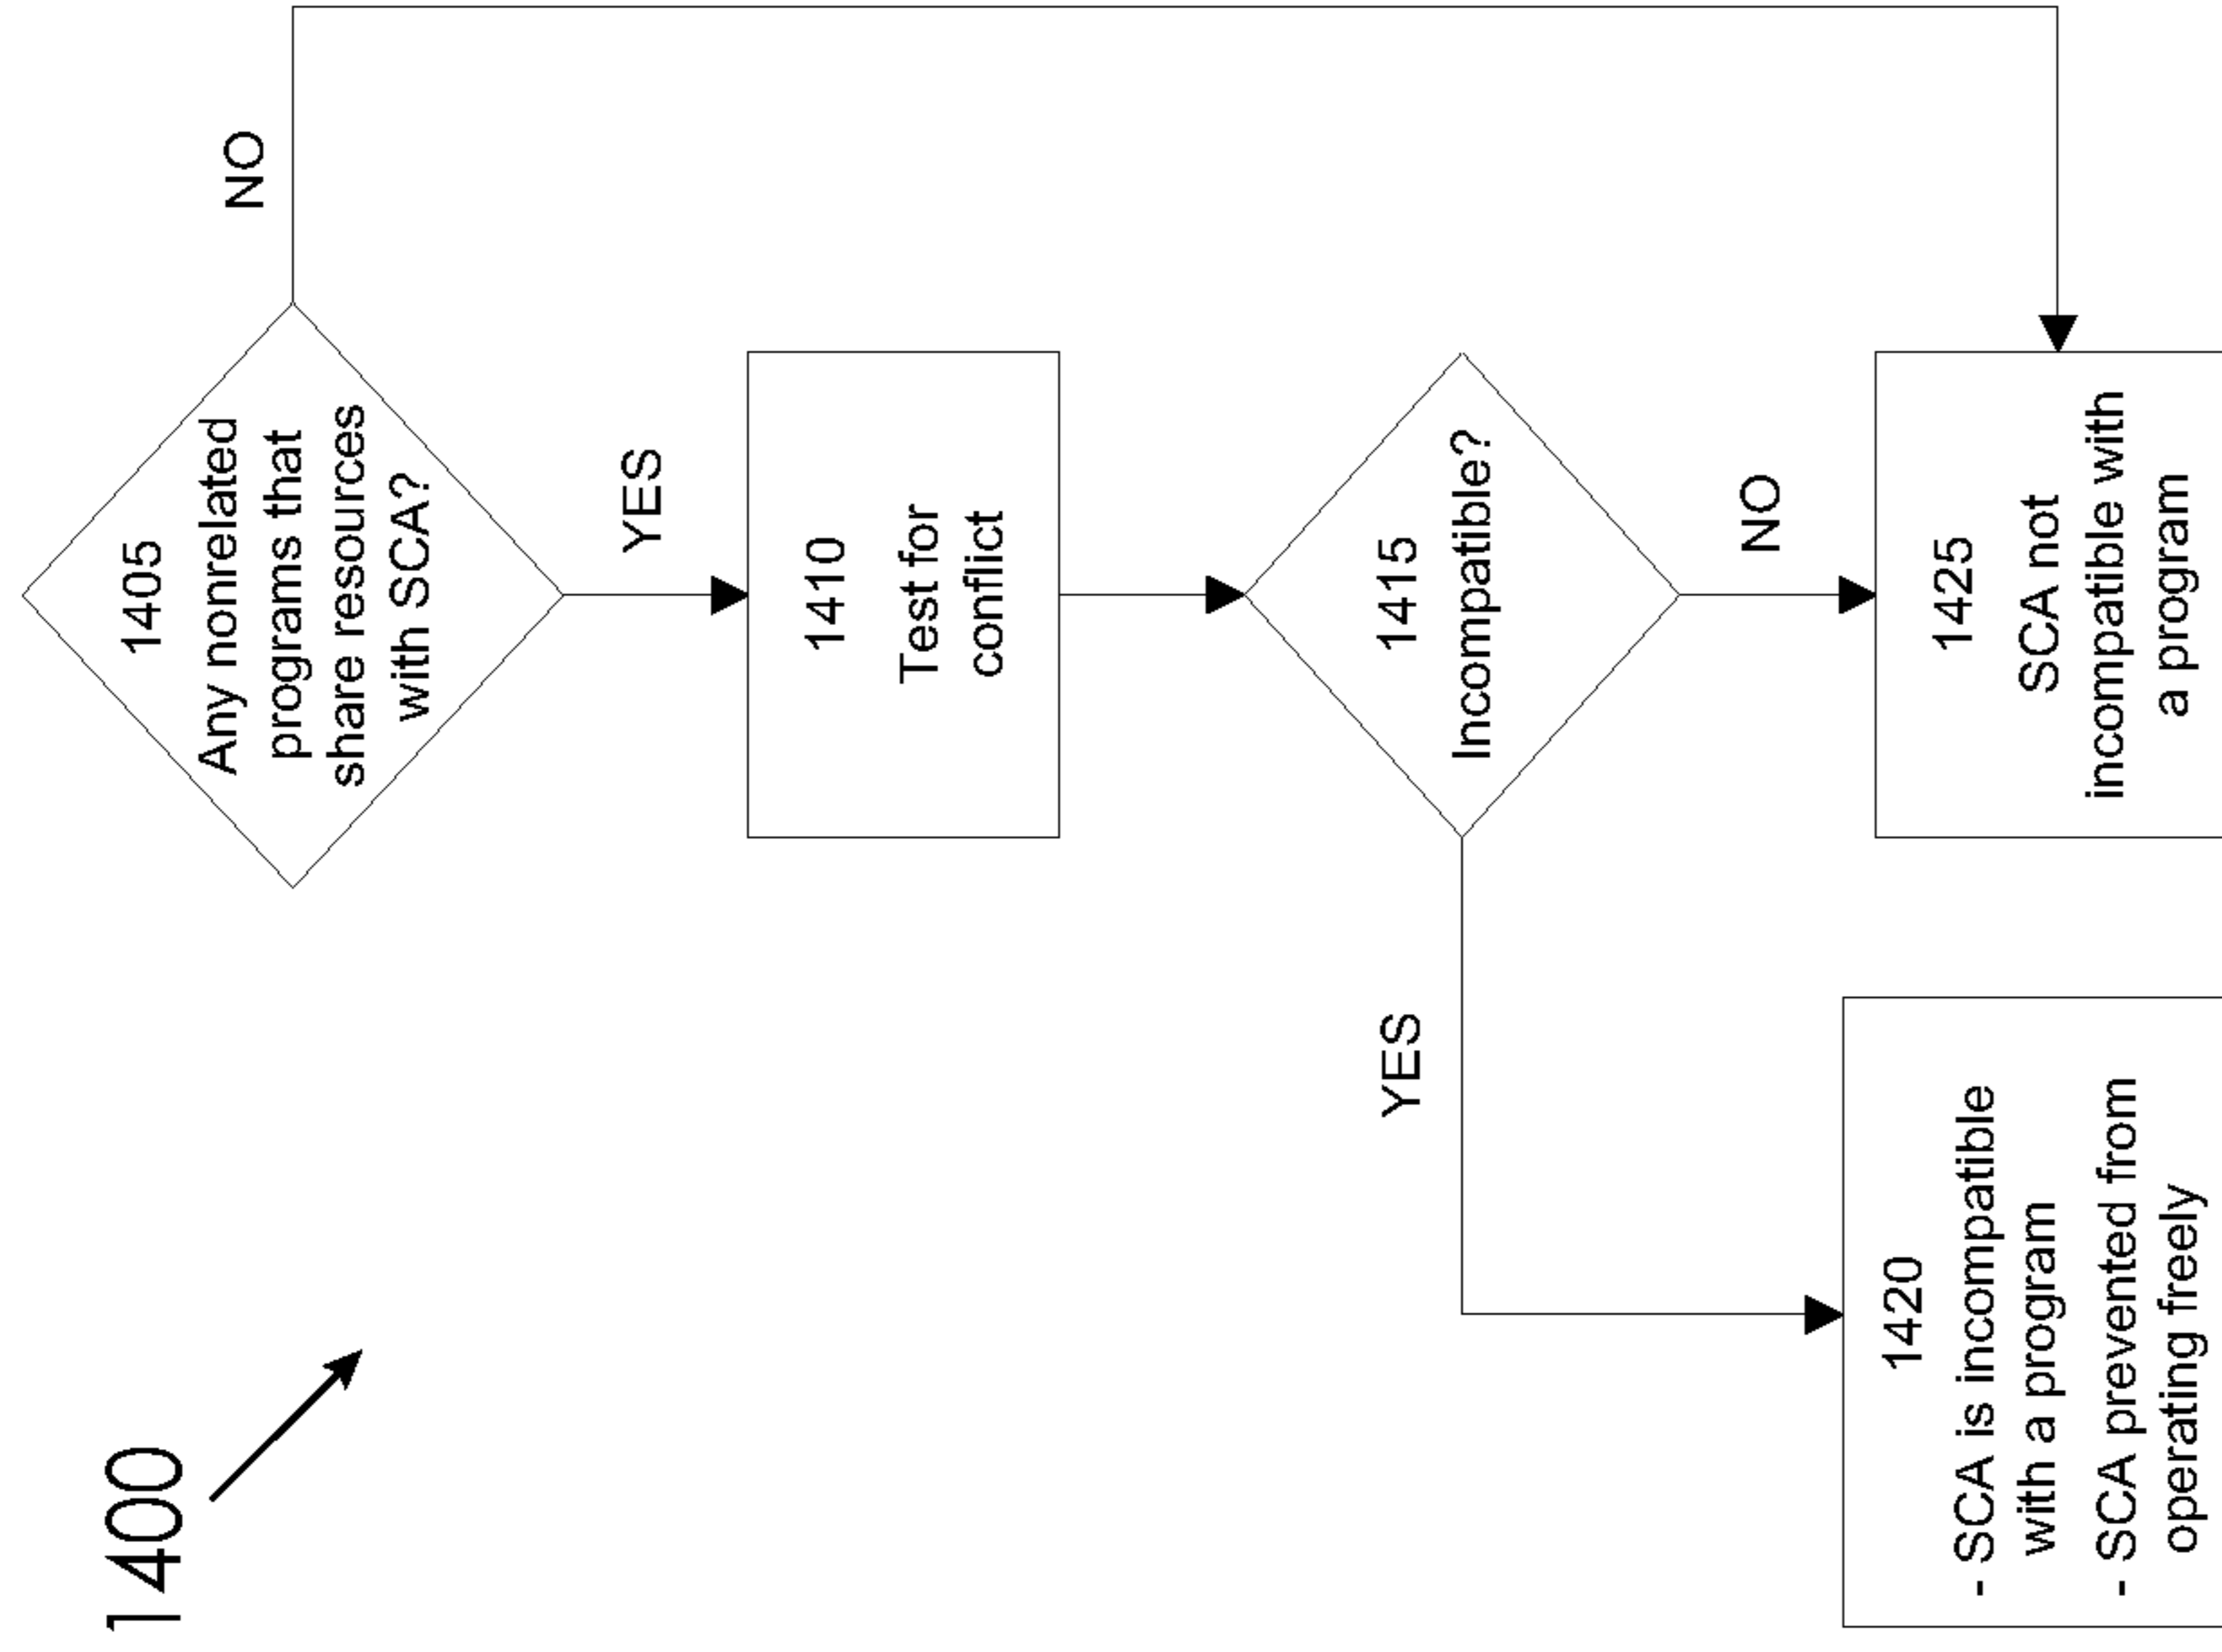 1400
1405
Any nonrelated
programs that
share resources
with SCA?
NO
YES
1410
Test for
conflict
1415
Incompatible?
YES
NO
1420
- SCA is incompatible
with a program
- SCA prevented from
operating freely
1425
SCA not
incompatible with
a program